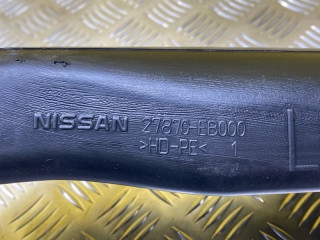 NISSAN 27870-EB000
>HD-PE< 1
L